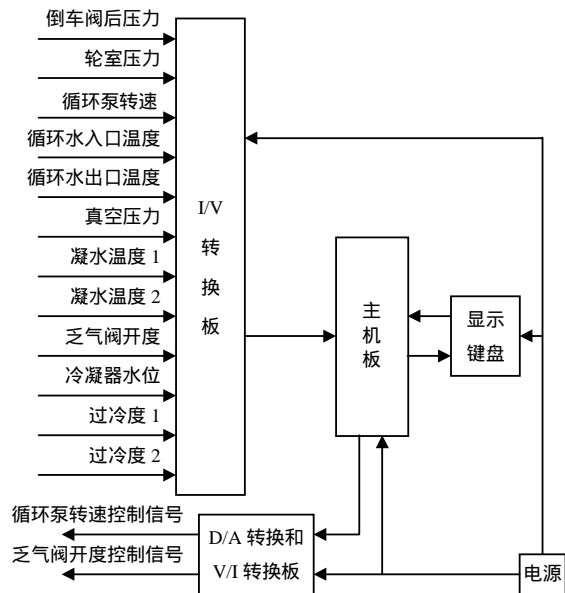 倒车阀后压力
轮室压力
循环泵转速
循环水入口温度
循环水出口温度
真空压力
凝水温度 1
凝水温度 2
乏气阀开度
冷凝器水位
过冷度 1
过冷度 2
I/V
转
换
板
主
机
板
显示
键盘
循环泵转速控制信号
乏气阀开度控制信号
D/A 转换和
V/I 转换板
电源